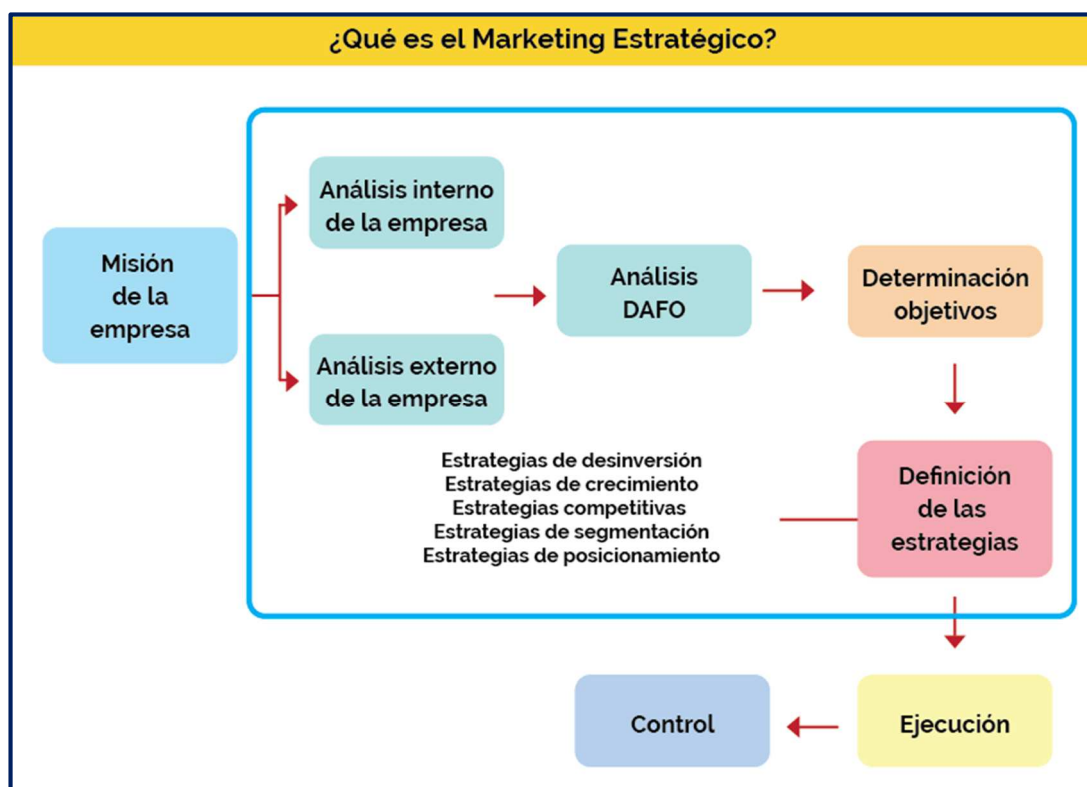 ¿Qué es el Marketing Estratégico?
Misión
de la
empresa
Análisis interno
de la empresa
Análisis externo
de la empresa
Análisis
DAFO
Determinación
objetivos
Definición
de las
estrategias
Estrategias de desinversión
Estrategias de crecimiento
Estrategias competitivas
Estrategias de segmentación
Estrategias de posicionamiento
Ejecución
Control